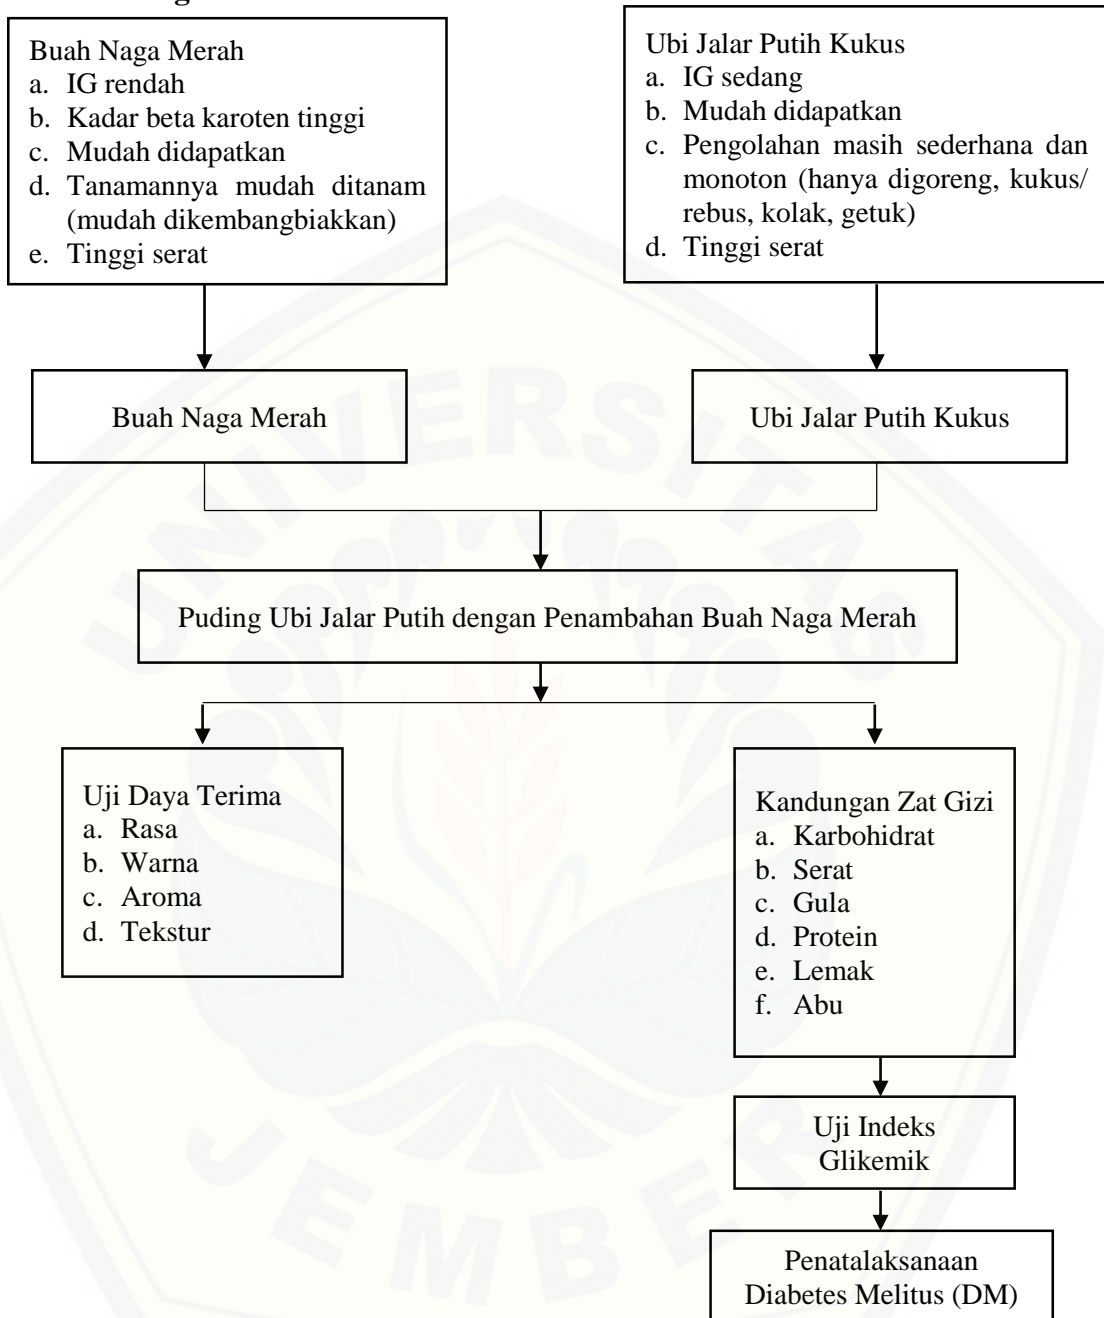 Buah Naga Merah
a. IG rendah
b. Kadar beta karoten tinggi
c. Mudah didapatkan
d. Tanamannya mudah ditanam
(mudah dikembangbiakkan)
e. Tinggi serat
Ubi Jalar Putih Kukus
a. IG sedang
b. Mudah didapatkan
c. Pengolahan masih sederhana dan
monoton (hanya digoreng, kukus/
rebus, kolak, getuk)
d. Tinggi serat
Buah Naga Merah
Ubi Jalar Putih Kukus
Puding Ubi Jalar Putih dengan Penambahan Buah Naga Merah
Uji Daya Terima
a. Rasa
b. Warna
c. Aroma
d. Tekstur
Kandungan Zat Gizi
a. Karbohidrat
b. Serat
c. Gula
d. Protein
e. Lemak
f. Abu
Uji Indeks
Glikemik
Penatalaksanaan
Diabetes Melitus (DM)
UNIVERSITAS
JEMBER